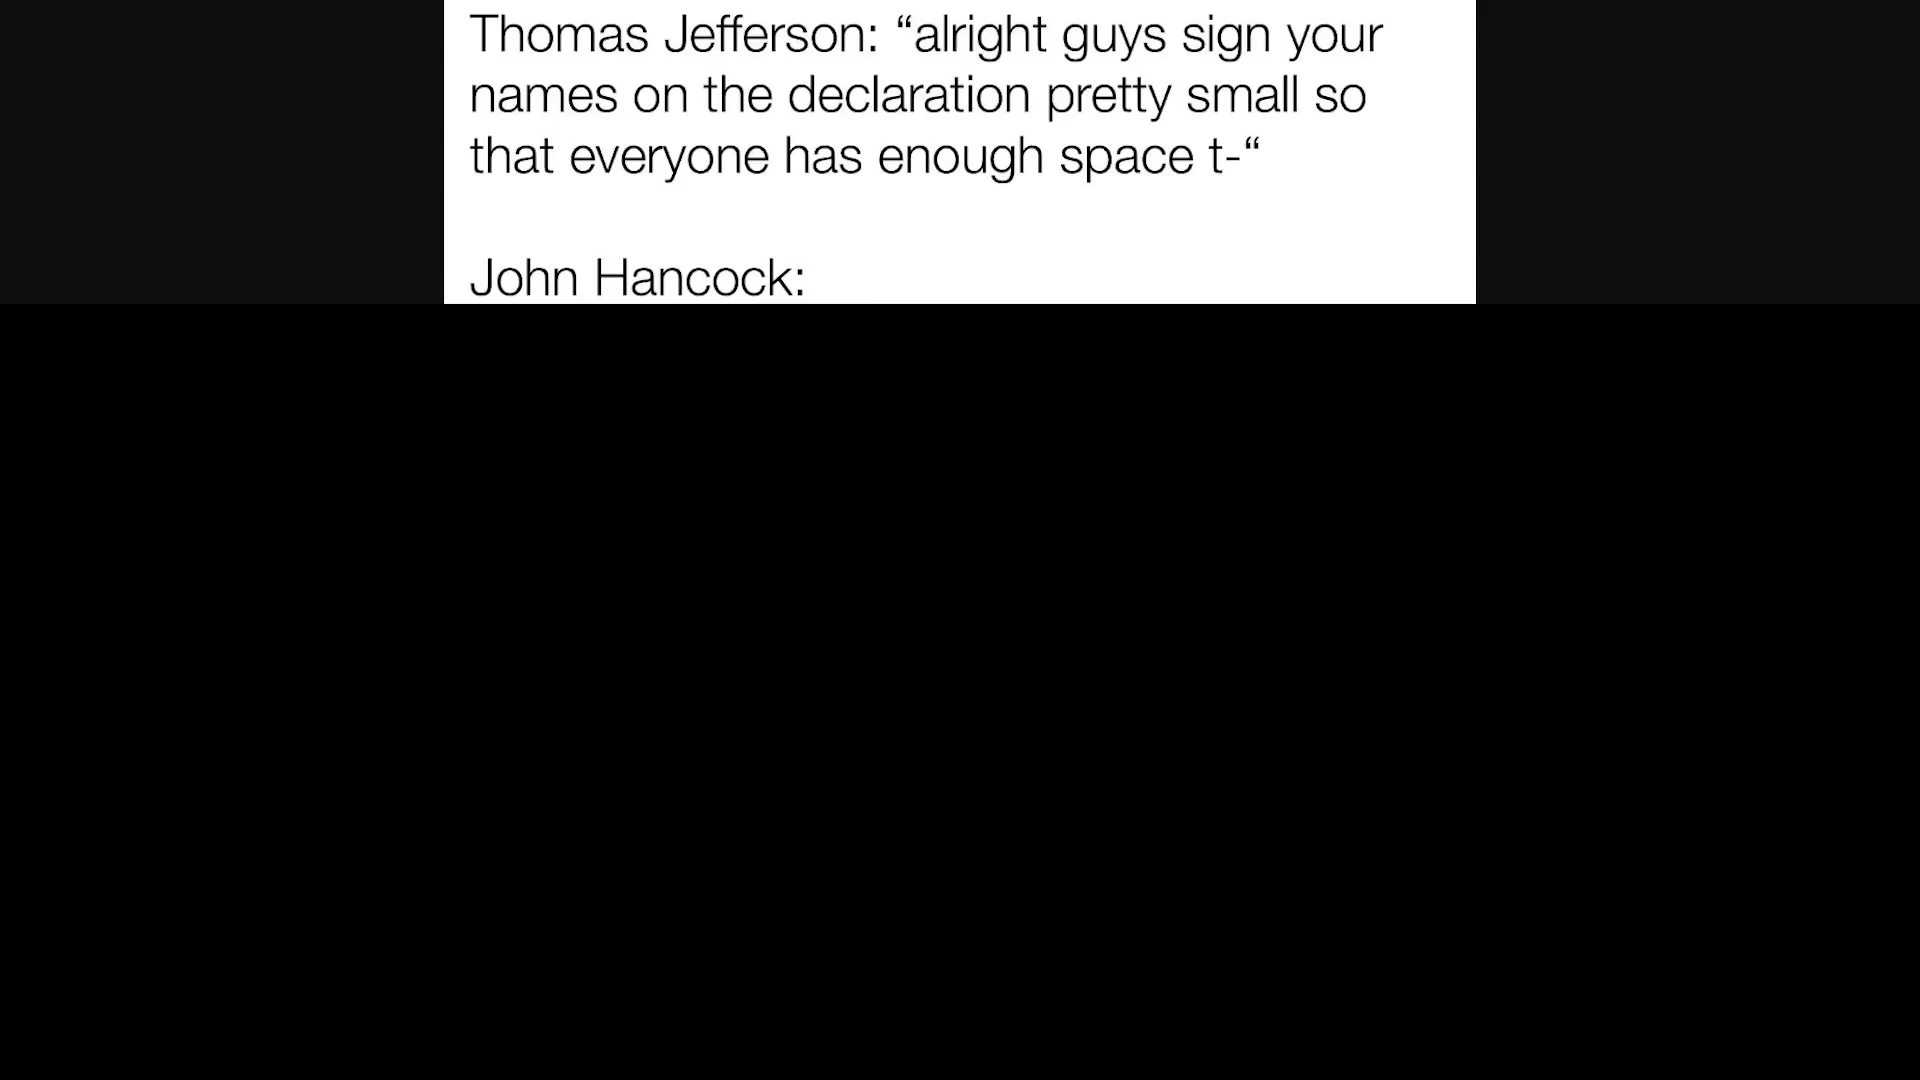 Thomas Jefferson: “alright guys sign your
names on the declaration pretty small so
that everyone has enough space t-“
John Hancock: